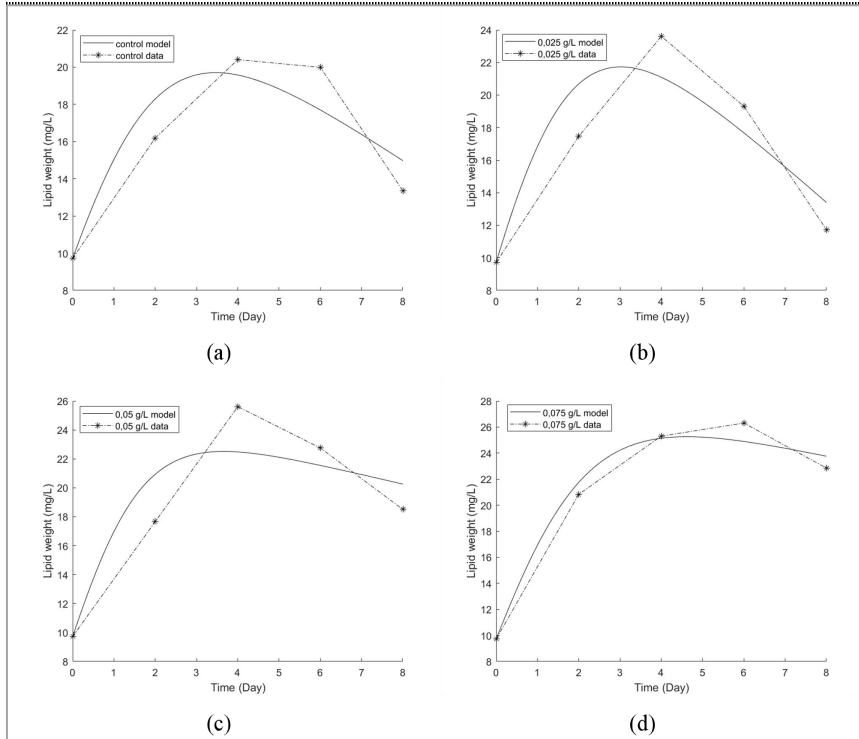 22
20
18
16
14
12
10
8
Lipid weight (mg/L)
control model
control data
0 1 2 3 4 5 6 7 8
Time (Day)
(a)
24
22
20
18
16
14
12
10
8
Lipid weight (mg/L)
0,025 g/L model
0,025 g/L data
0 1 2 3 4 5 6 7 8
Time (Day)
(b)
26
24
22
20
18
16
14
12
10
8
Lipid weight (mg/L)
0,05 g/L model
0,05 g/L data
0 1 2 3 4 5 6 7 8
Time (Day)
(c)
28
26
24
22
20
18
16
14
12
10
8
Lipid weight (mg/L)
0,075 g/L model
0,075 g/L data
0 1 2 3 4 5 6 7 8
Time (Day)
(d)